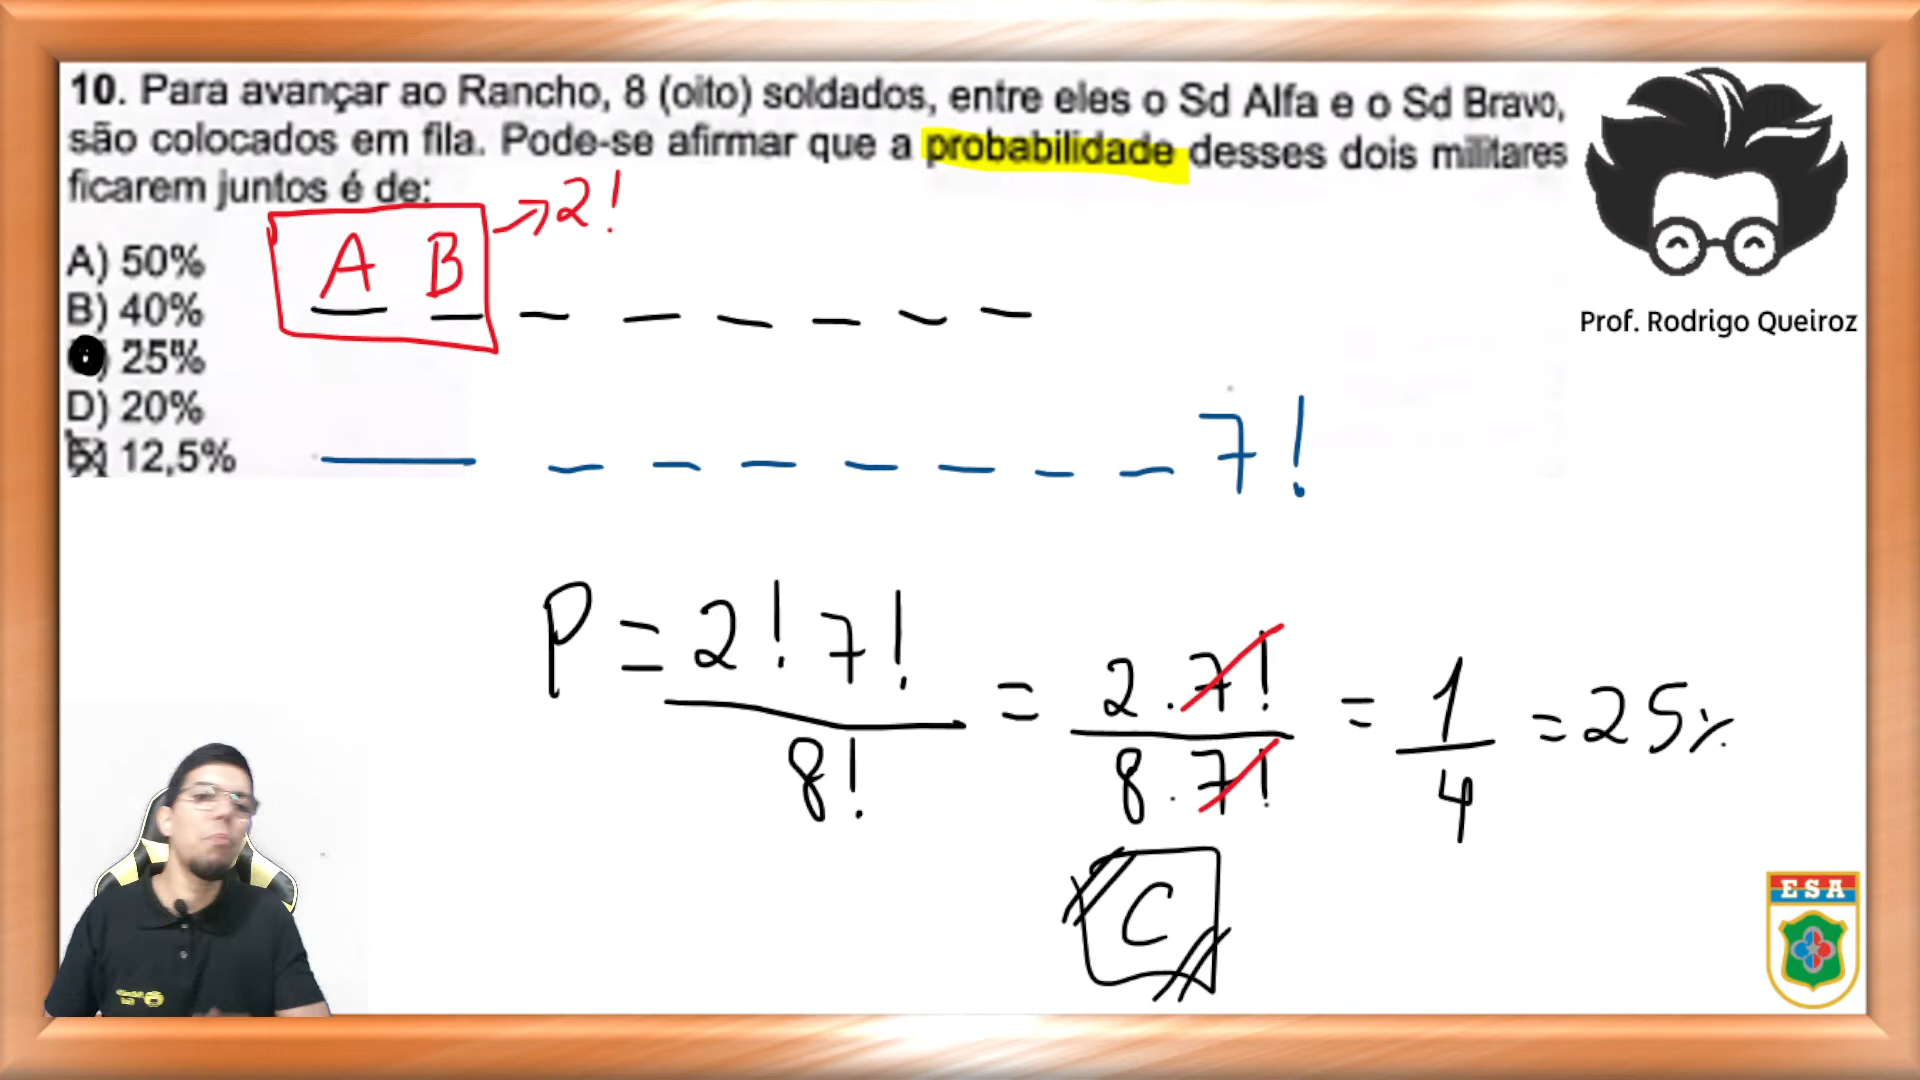 10. Para avançar ao Rancho, 8 (oito) soldados, entre eles o Sd Alfa e o Sd Bravo,
são colocados em fila. Pode-se afirmar que a probabilidade desses dois militares
ficarem juntos é de:
A) 50%
B) 40%
) 25%
D) 20%
E) 12,5%
A B → 2!
7!
P = 2! 7! / 8! = 2 . 7! / 8 . 7! = 1 / 4 = 25%
C
Prof. Rodrigo Queiroz
ESA